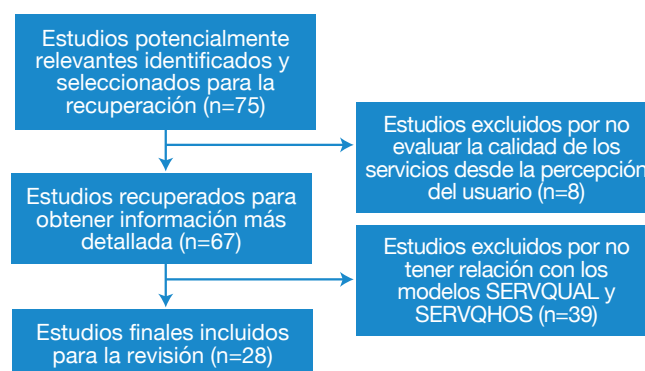 Estudios potencialmente
relevantes identificados y
seleccionados para la
recuperación (n=75)
Estudios excluidos por no
evaluar la calidad de los
servicios desde la percepción
del usuario (n=8)
Estudios recuperados para
obtener información más
detallada (n=67)
Estudios excluidos por no
tener relación con los
modelos SERVQUAL y
SERVQHOS (n=39)
Estudios finales incluidos
para la revisión (n=28)